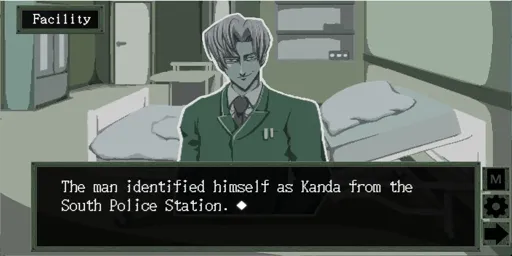 Facility
The man identified himself as Kanda from the
South Police Station.
M